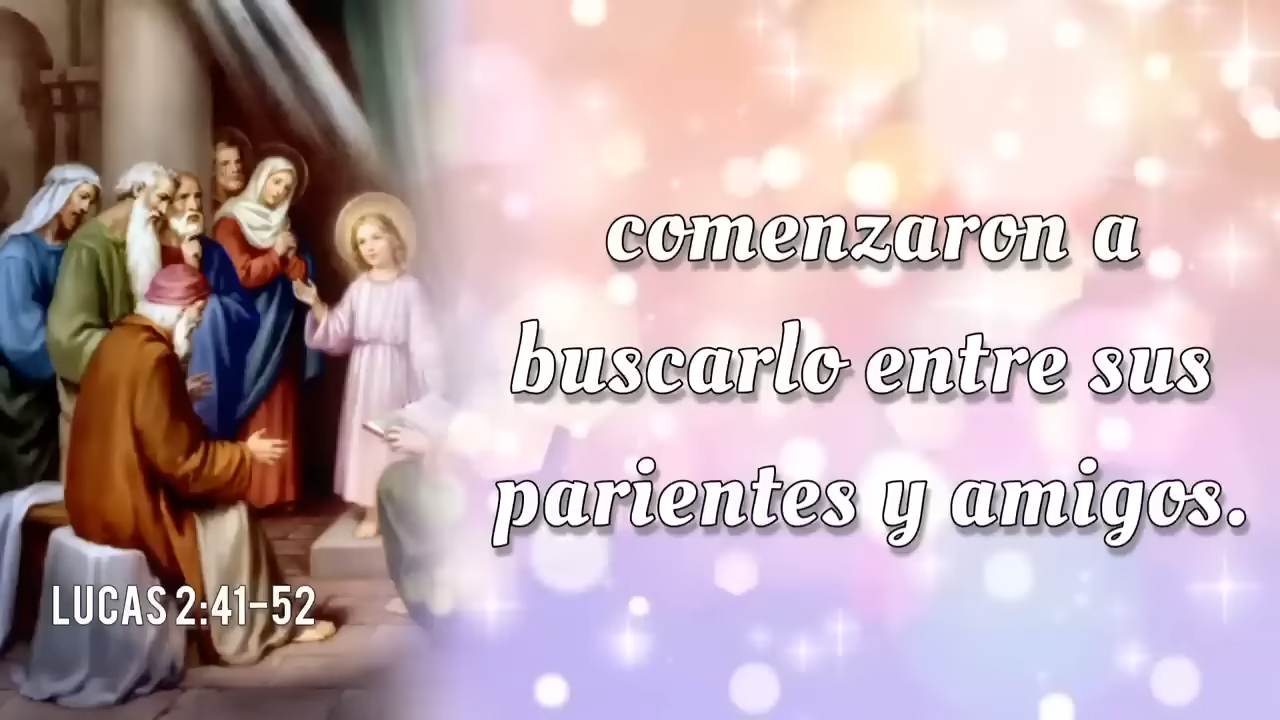 comenzaron a
buscarlo entre sus
parientes y amigos.
LUCAS 2:41-52